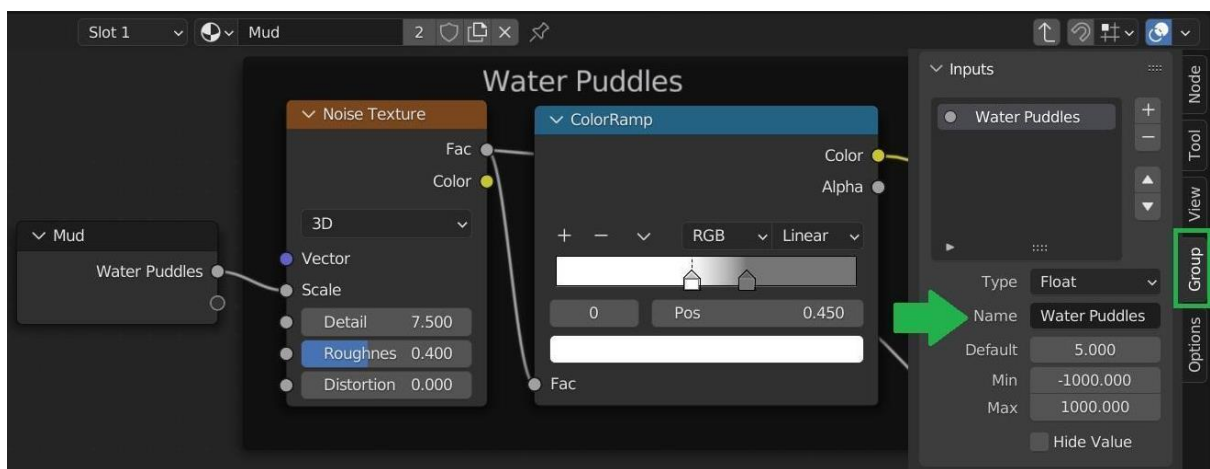 Slot 1
Mud
2
Water Puddles
Noise Texture
Fac
Color
3D
Vector
Scale
Detail 7.500
Roughnes 0.400
Distortion 0.000
Mud
Water Puddles
ColorRamp
Color
Alpha
RGB
Linear
0
Pos 0.450
Fac
Inputs
Water Puddles
Type Float
Name Water Puddles
Default 5.000
Min -1000.000
Max 1000.000
Hide Value
Node
Tool
View
Group
Options